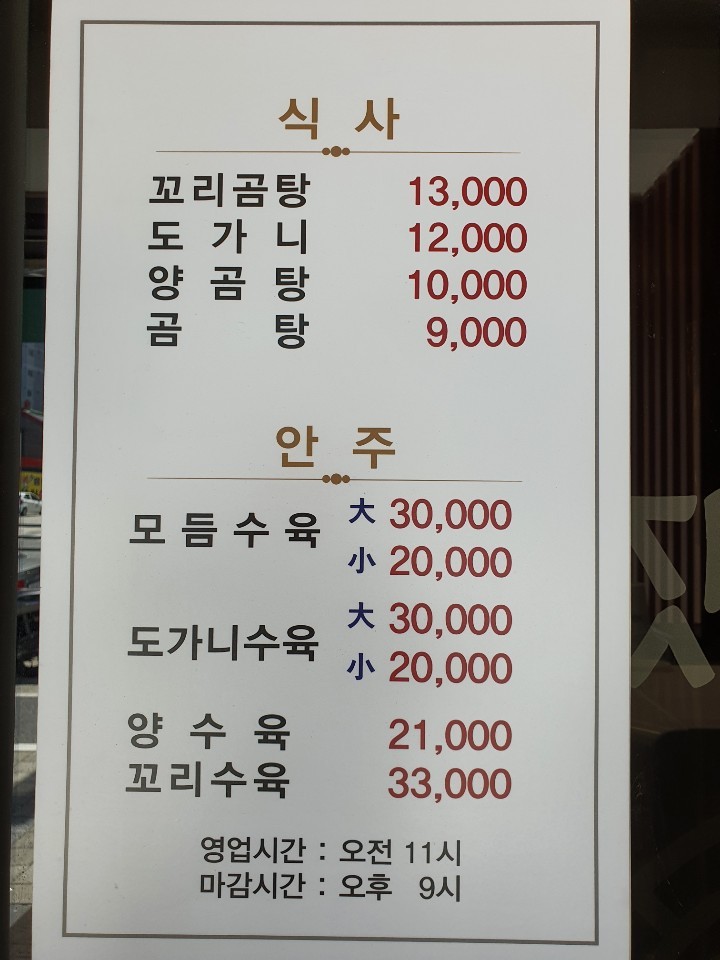 식 사
꼬리곰탕 13,000
도 가 니 12,000
양 곰 탕 10,000
곰 탕 9,000
안 주
모 듬 수 육 大 30,000
小 20,000
도가니수육 大 30,000
小 20,000
양 수 육 21,000
꼬리수육 33,000
영업시간 : 오전 11시
마감시간 : 오후 9시